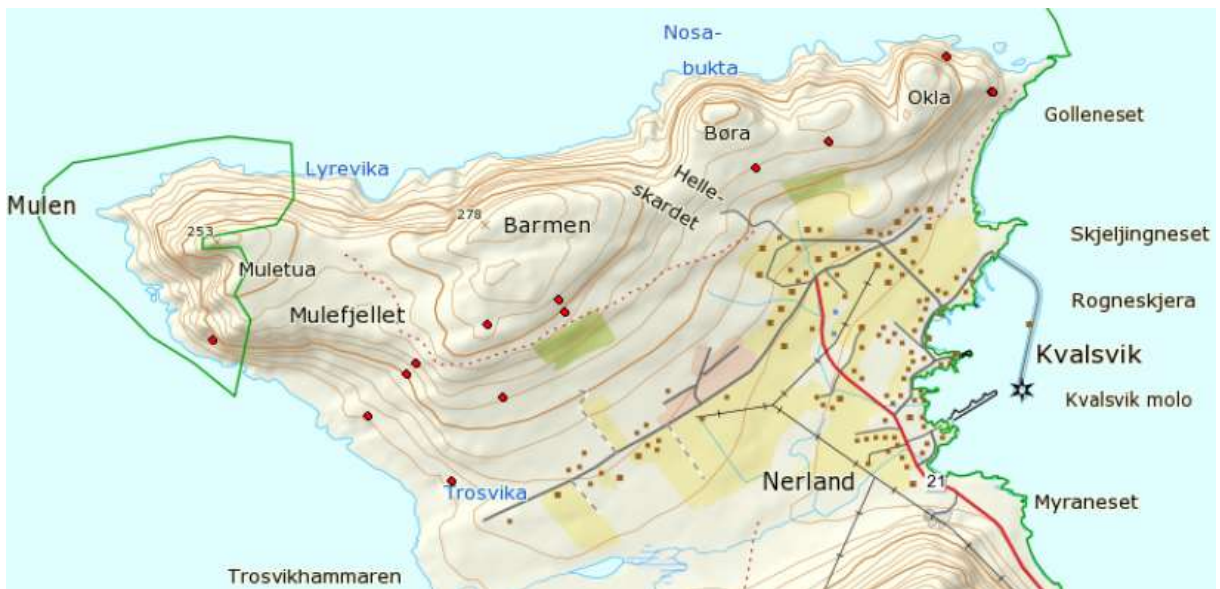 Nosa-
bukta
Okla
Golleneset
Børa
Lyrevika
Helle-
skardet
Mulen
278
Barmen
253
Skjeljingneset
Muletua
Rogneskjera
Mulefjellet
Kvalsvik
Kvalsvik molo
Nerland
21
Trosvika
Myraneset
Trosvikhammaren